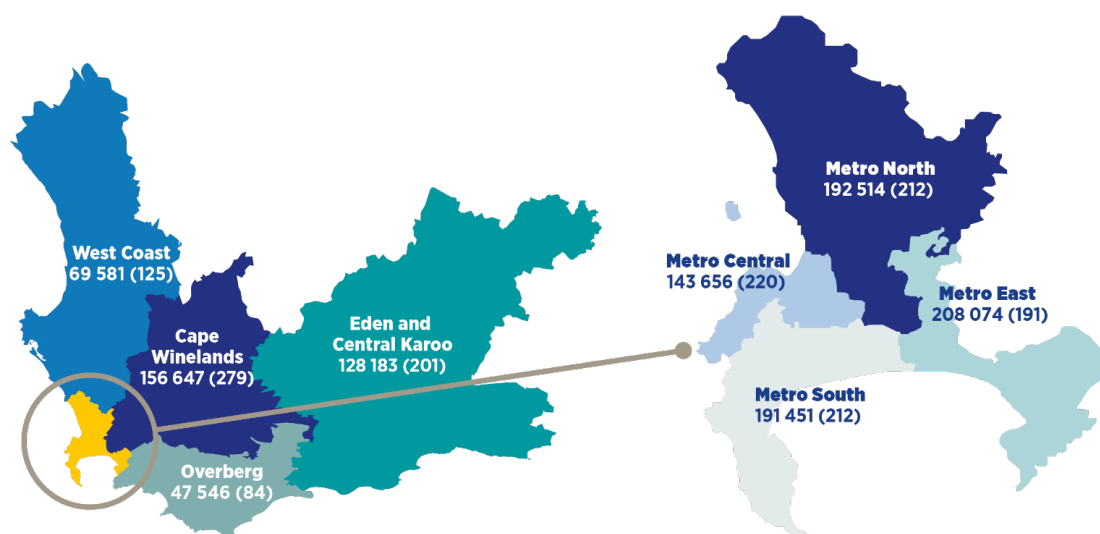 West Coast
69 581 (125)
Cape
Winelands
156 647 (279)
Eden and
Central Karoo
128 183 (201)
Overberg
47 546 (84)
Metro North
192 514 (212)
Metro Central
143 656 (220)
Metro East
208 074 (191)
Metro South
191 451 (212)